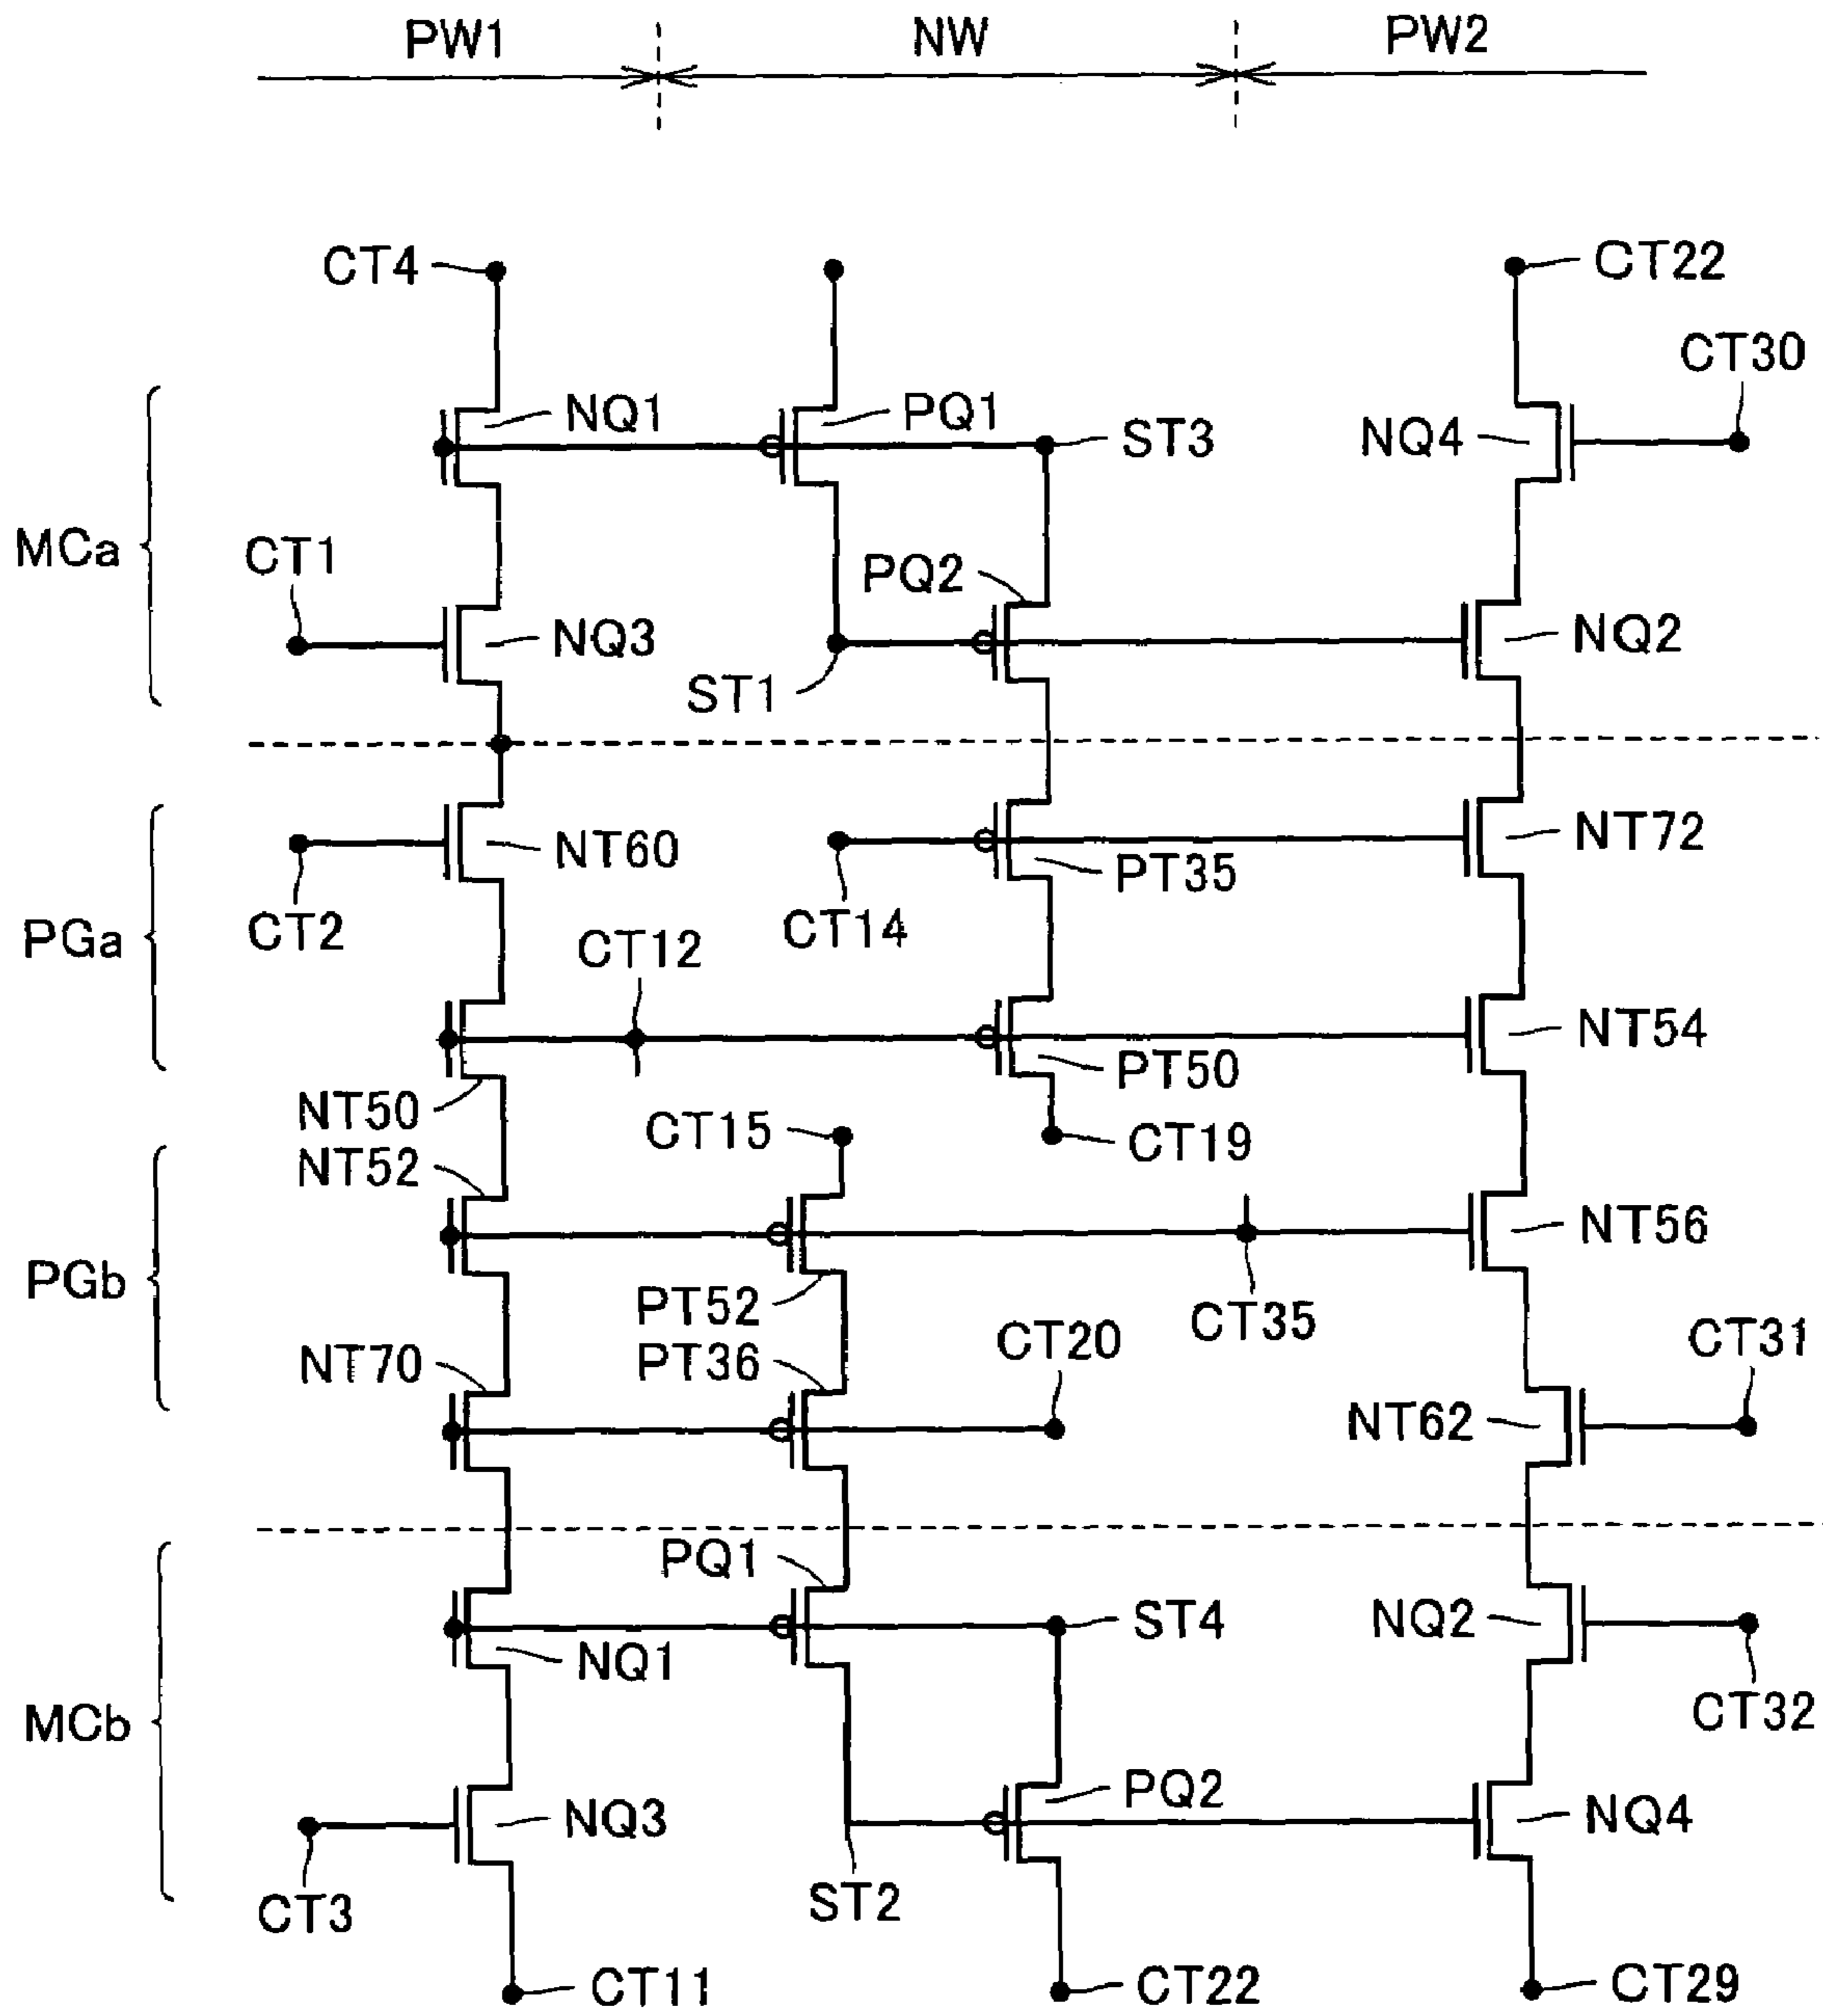 PW1 NW PW2
CT4 CT22
CT30
NQ1 PQ1 ST3 NQ4
MCa
CT1 PQ2
NQ3 ST1 NQ2
NT60 PT35 NT72
CT2 CT14
PGa
CT12
NT50 PT50 NT54
CT15 CT19
NT52 NT56
PGb
PT52 CT35
NT70 PT36 CT20 CT31
NT62
PQ1
NQ1 ST4 NQ2
CT32
MCb
PQ2
NQ3 NQ4
CT3 ST2
CT11 CT22 CT29